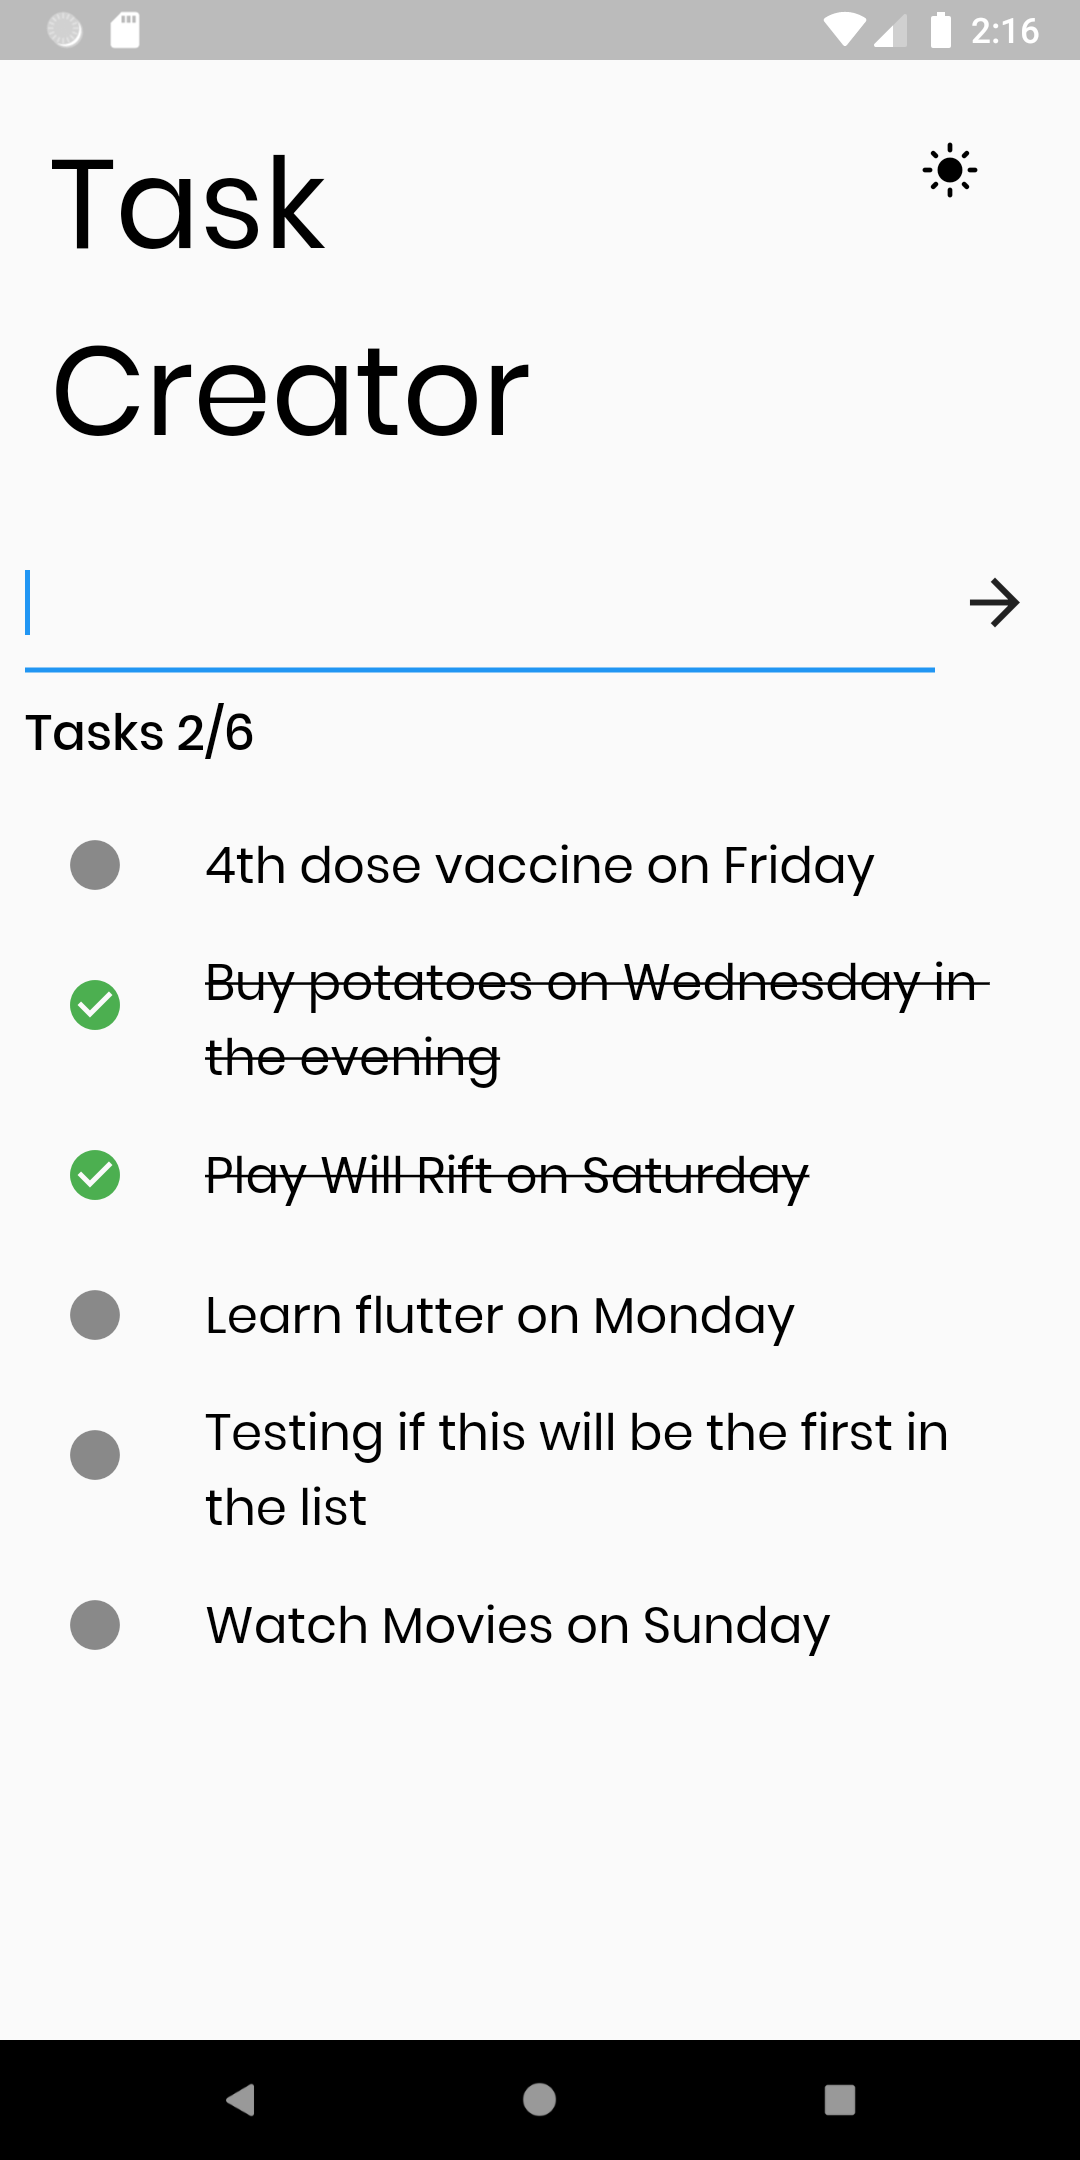 2:16
Task
Creator
Tasks 2/6
4th dose vaccine on Friday
Buy potatoes on Wednesday in
the evening
Play Will Rift on Saturday
Learn flutter on Monday
Testing if this will be the first in
the list
Watch Movies on Sunday